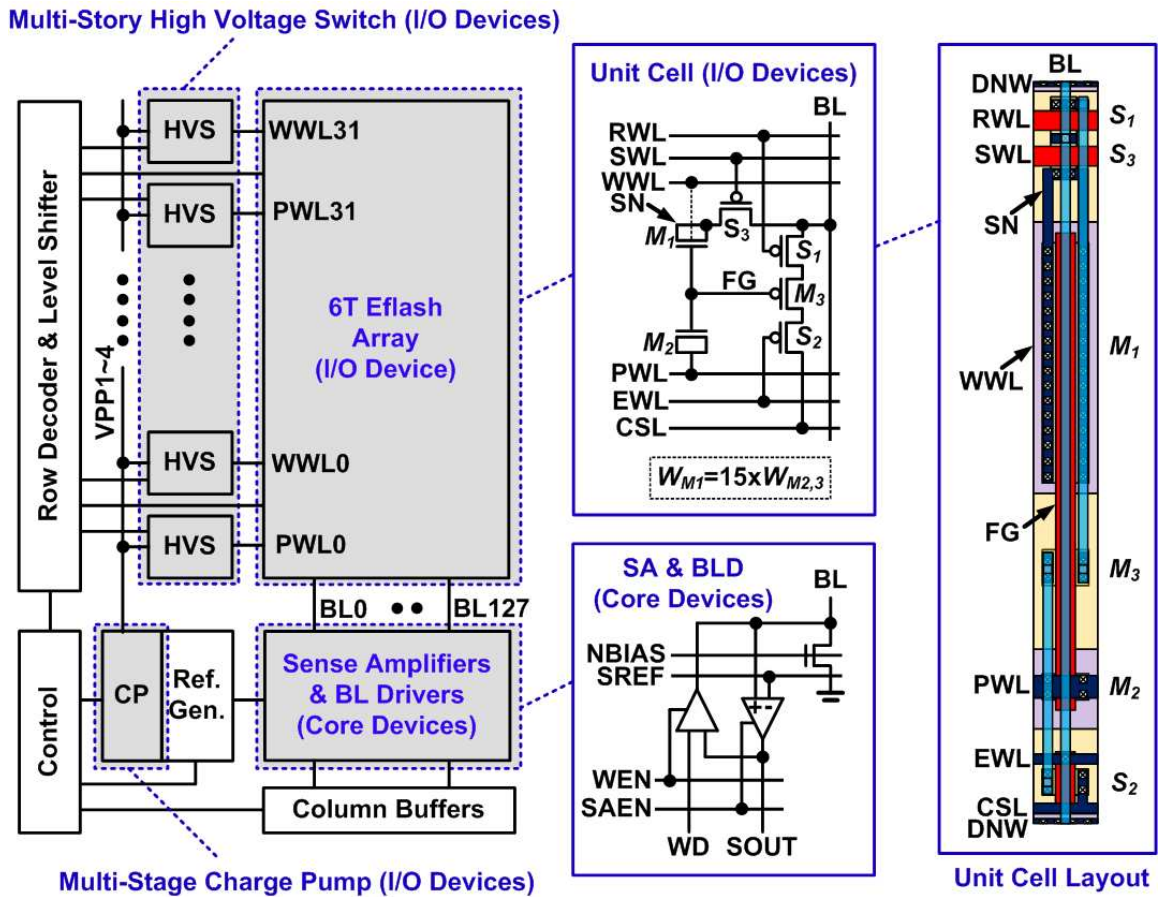 Multi-Story High Voltage Switch (I/O Devices)
Row Decoder & Level Shifter
VPP1~4
HVS
WWL31
HVS
PWL31
6T Eflash
Array
(I/O Device)
HVS
WWL0
HVS
PWL0
BL0
BL127
Control
CP
Ref.
Gen.
Sense Amplifiers
& BL Drivers
(Core Devices)
Column Buffers
Multi-Stage Charge Pump (I/O Devices)
Unit Cell (I/O Devices)
BL
RWL
SWL
WWL
SN
M1
S3
S1
FG
M3
M2
S2
PWL
EWL
CSL
WM1=15xWM2,3
SA & BLD
(Core Devices)
BL
NBIAS
SREF
+ -
WEN
SAEN
WD
SOUT
BL
DNW
RWL
S1
SWL
S3
SN
M1
WWL
FG
M3
PWL
M2
EWL
S2
CSL
DNW
Unit Cell Layout